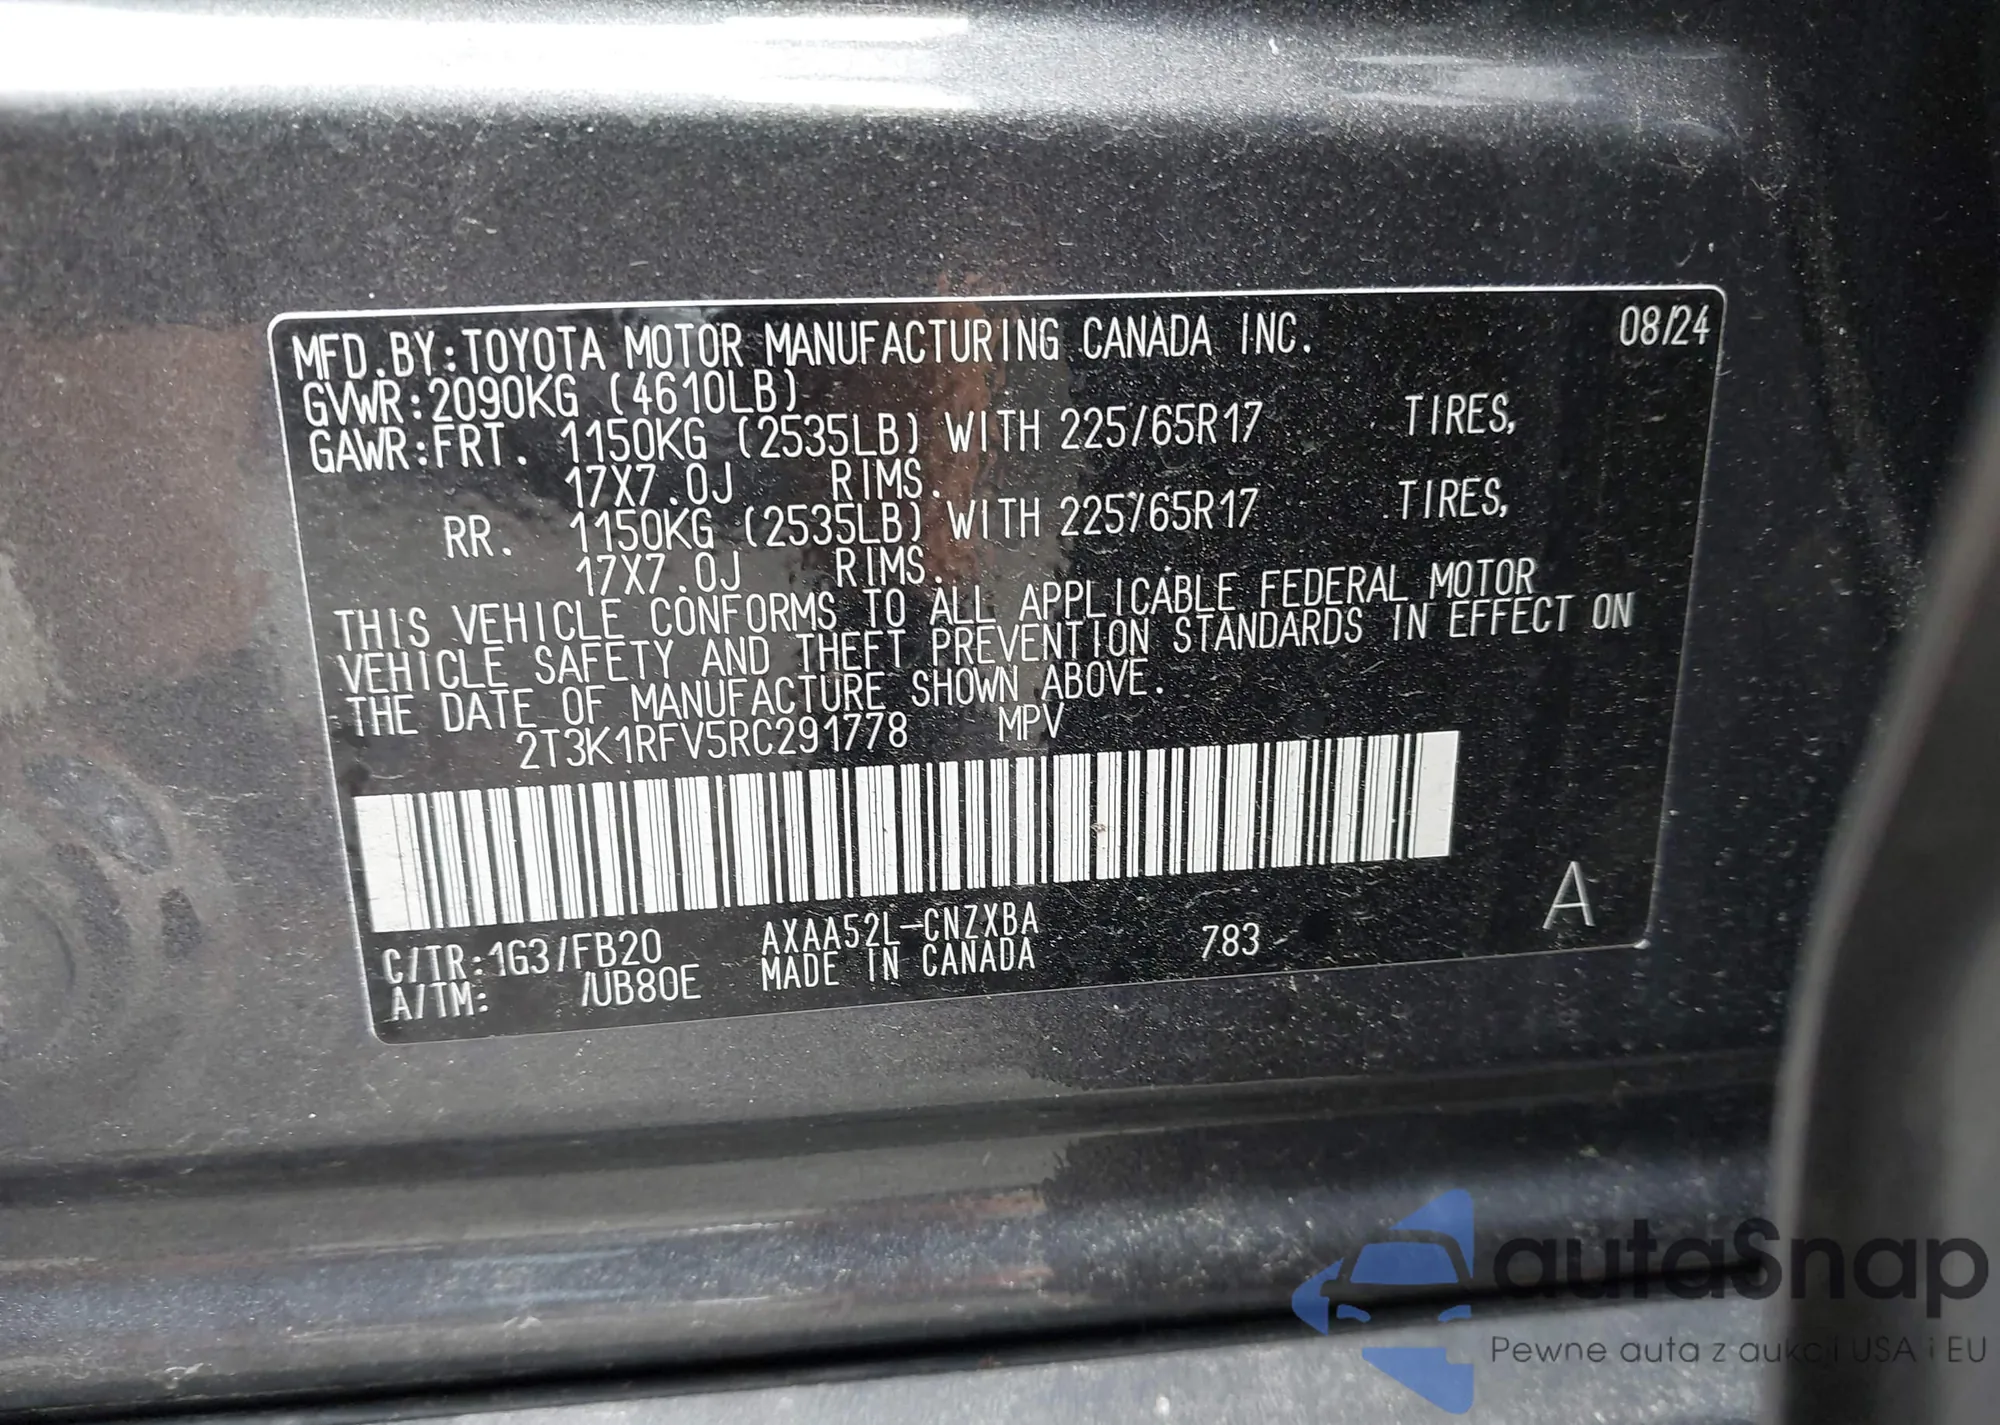 MFD.BY:TOYOTA MOTOR MANUFACTURING CANADA INC. 08/24
GVWR:2090KG (4610LB)
GAWR:FRT. 1150KG (2535LB) WITH 225/65R17 TIRES,
17X7.0J RIMS.
RR. 1150KG (2535LB) WITH 225/65R17 TIRES,
17X7.0J RIMS.
THIS VEHICLE CONFORMS TO ALL APPLICABLE FEDERAL MOTOR
VEHICLE SAFETY AND THEFT PREVENTION STANDARDS IN EFFECT ON
THE DATE OF MANUFACTURE SHOWN ABOVE.
2T3K1RFV5RC291778 MPV
A
C/TR:1G3/FB20 AXAA52L-CNZXBA 783
A/TM: /UB80E MADE IN CANADA
autaSnap
Pewne auta z aukcji USA i EU